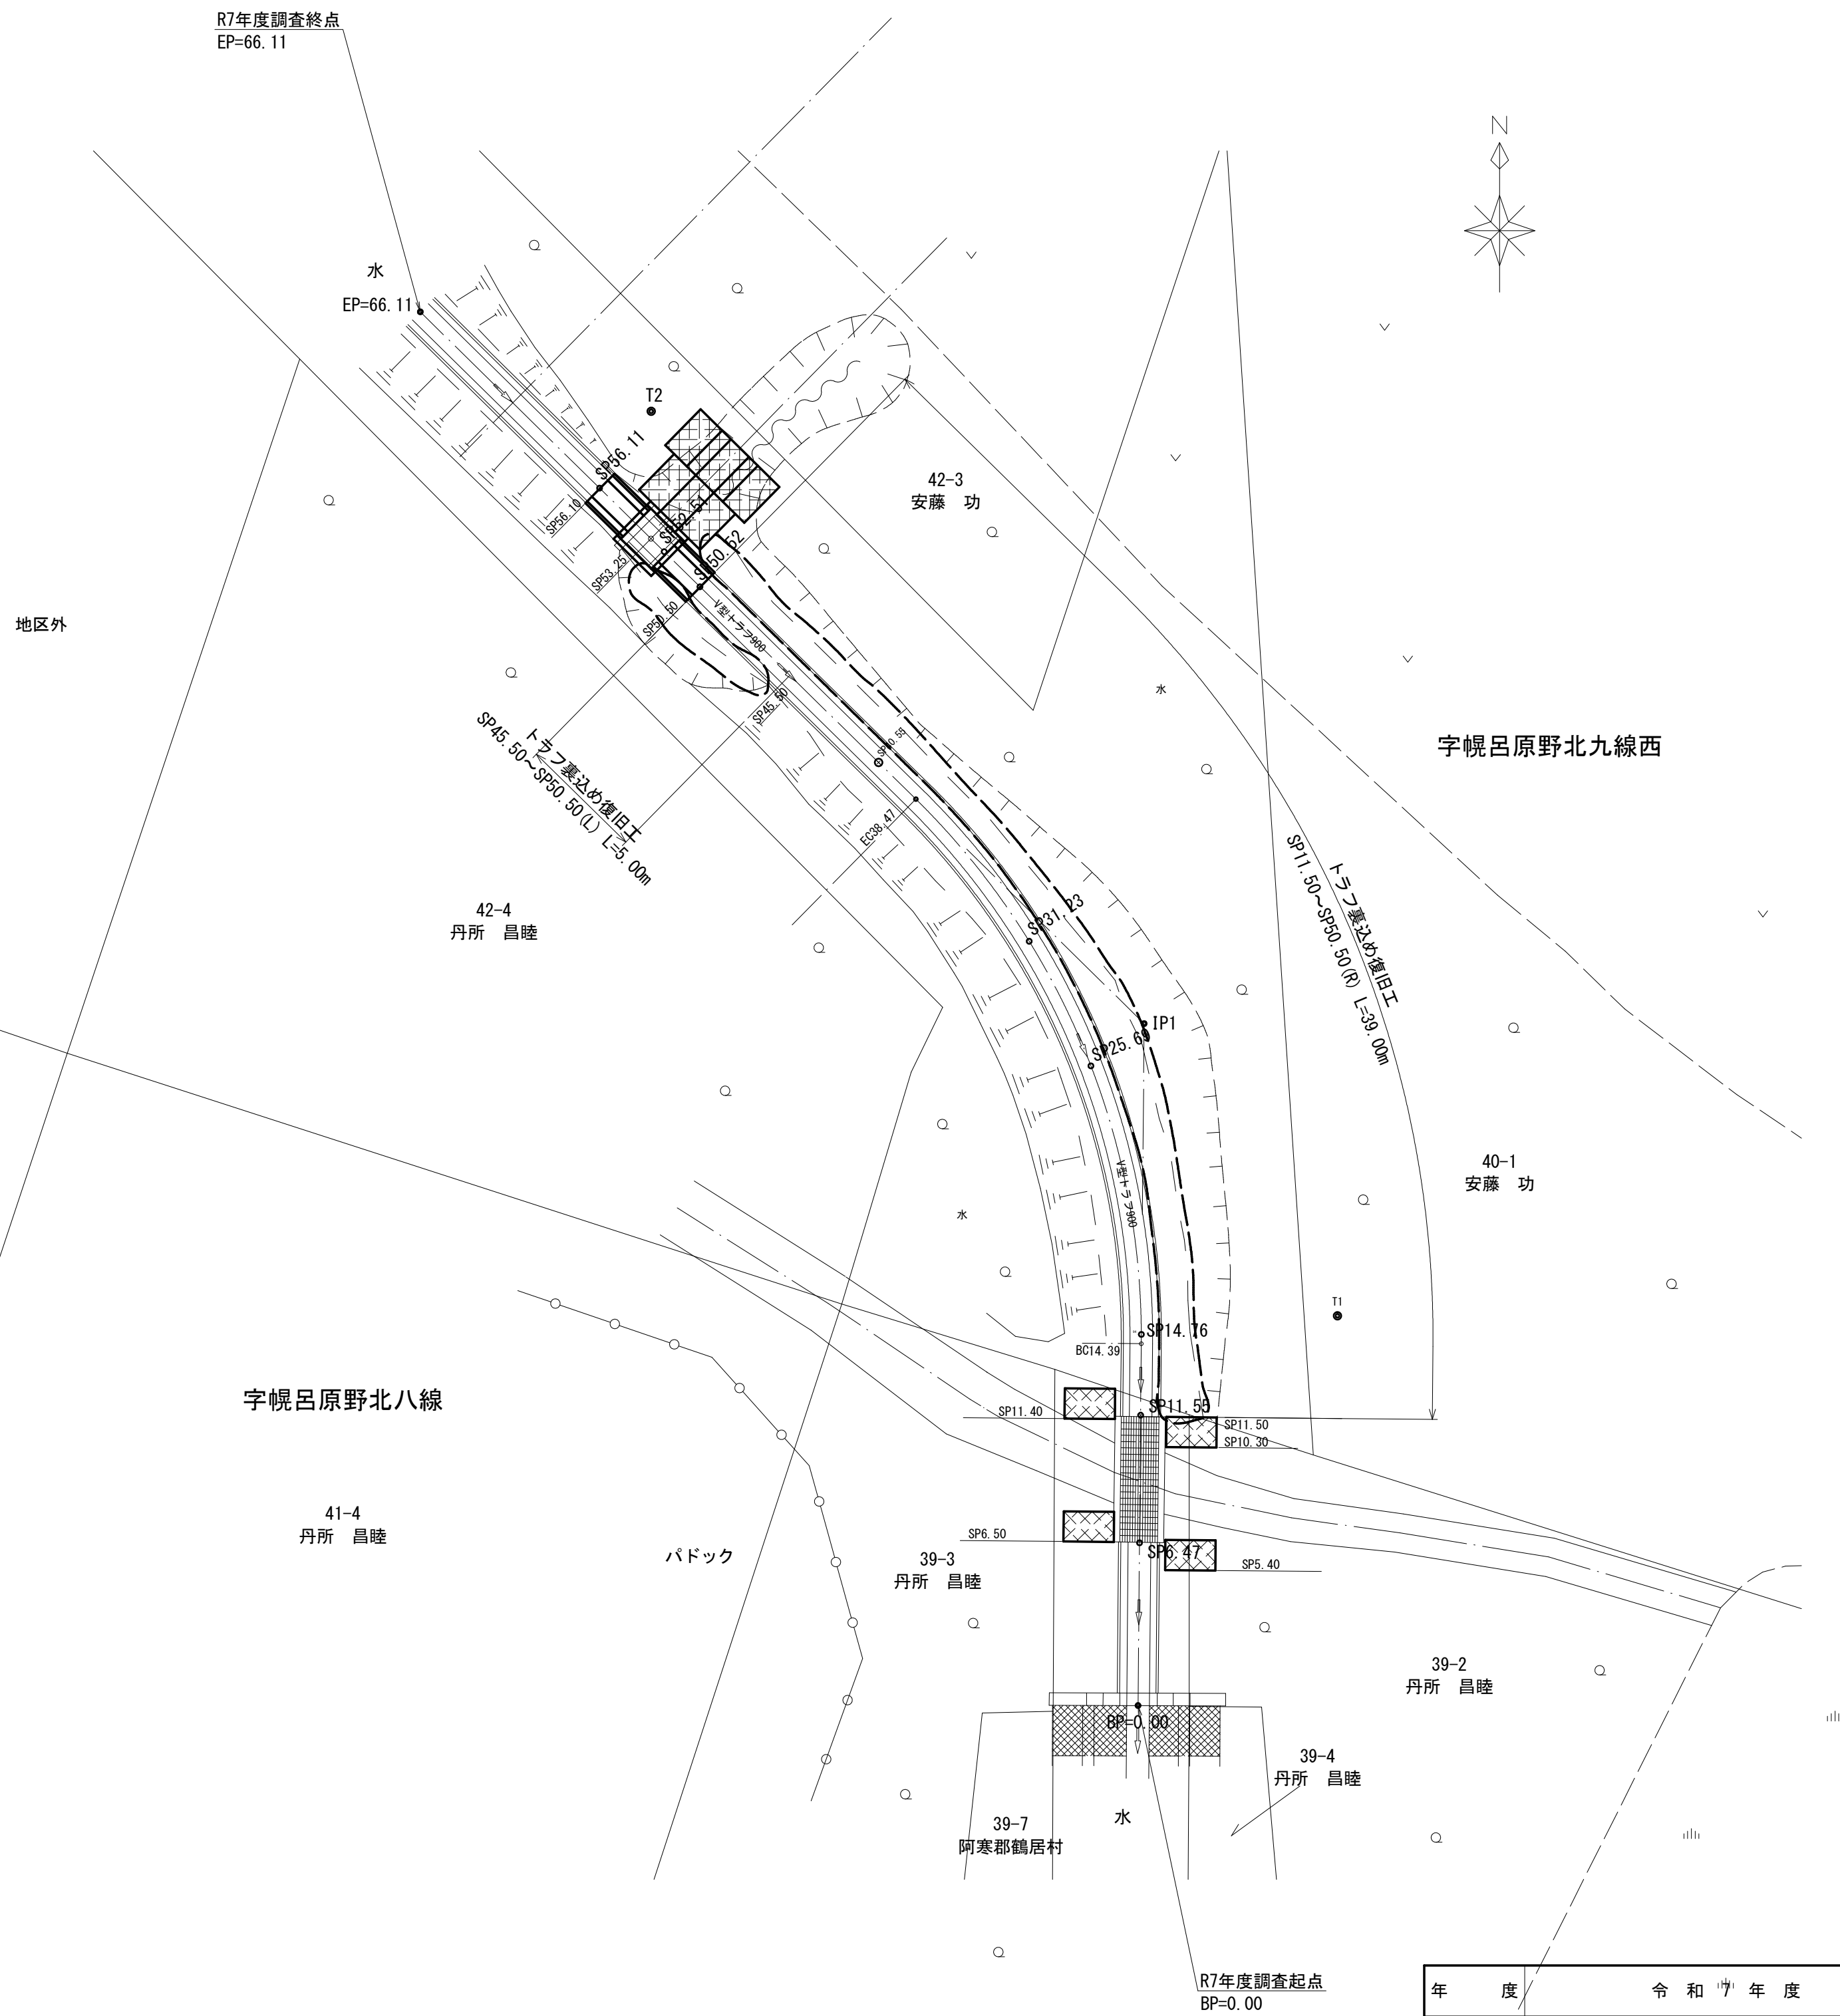 R7年度調査終点
EP=66.11
N
水
EP=66.11
T2
SP56.11
SP56.10
42-3
安藤　功
SP53.25
SP52.51
SP50.52
SP50.50
V型トラフ900
地区外
SP45.50
トラフ裏込め復旧工
SP45.50～SP50.50(L) L=5.00m
水
字幌呂原野北九線西
EC38.47
トラフ裏込め復旧工
SP11.50～SP50.50(R) L=39.00m
42-4
丹所　昌睦
SP31.23
IP1
SP25.69
40-1
安藤　功
V型トラフ900
水
T1
SP14.76
BC14.39
字幌呂原野北八線
SP11.40
SP11.55
SP11.50
SP10.30
41-4
丹所　昌睦
パドック
SP6.50
SP6.47
SP5.40
39-3
丹所　昌睦
39-2
丹所　昌睦
BP=0.00
39-4
丹所　昌睦
39-7
阿寒郡鶴居村
水
R7年度調査起点
BP=0.00
年　度　令 和 7 年 度